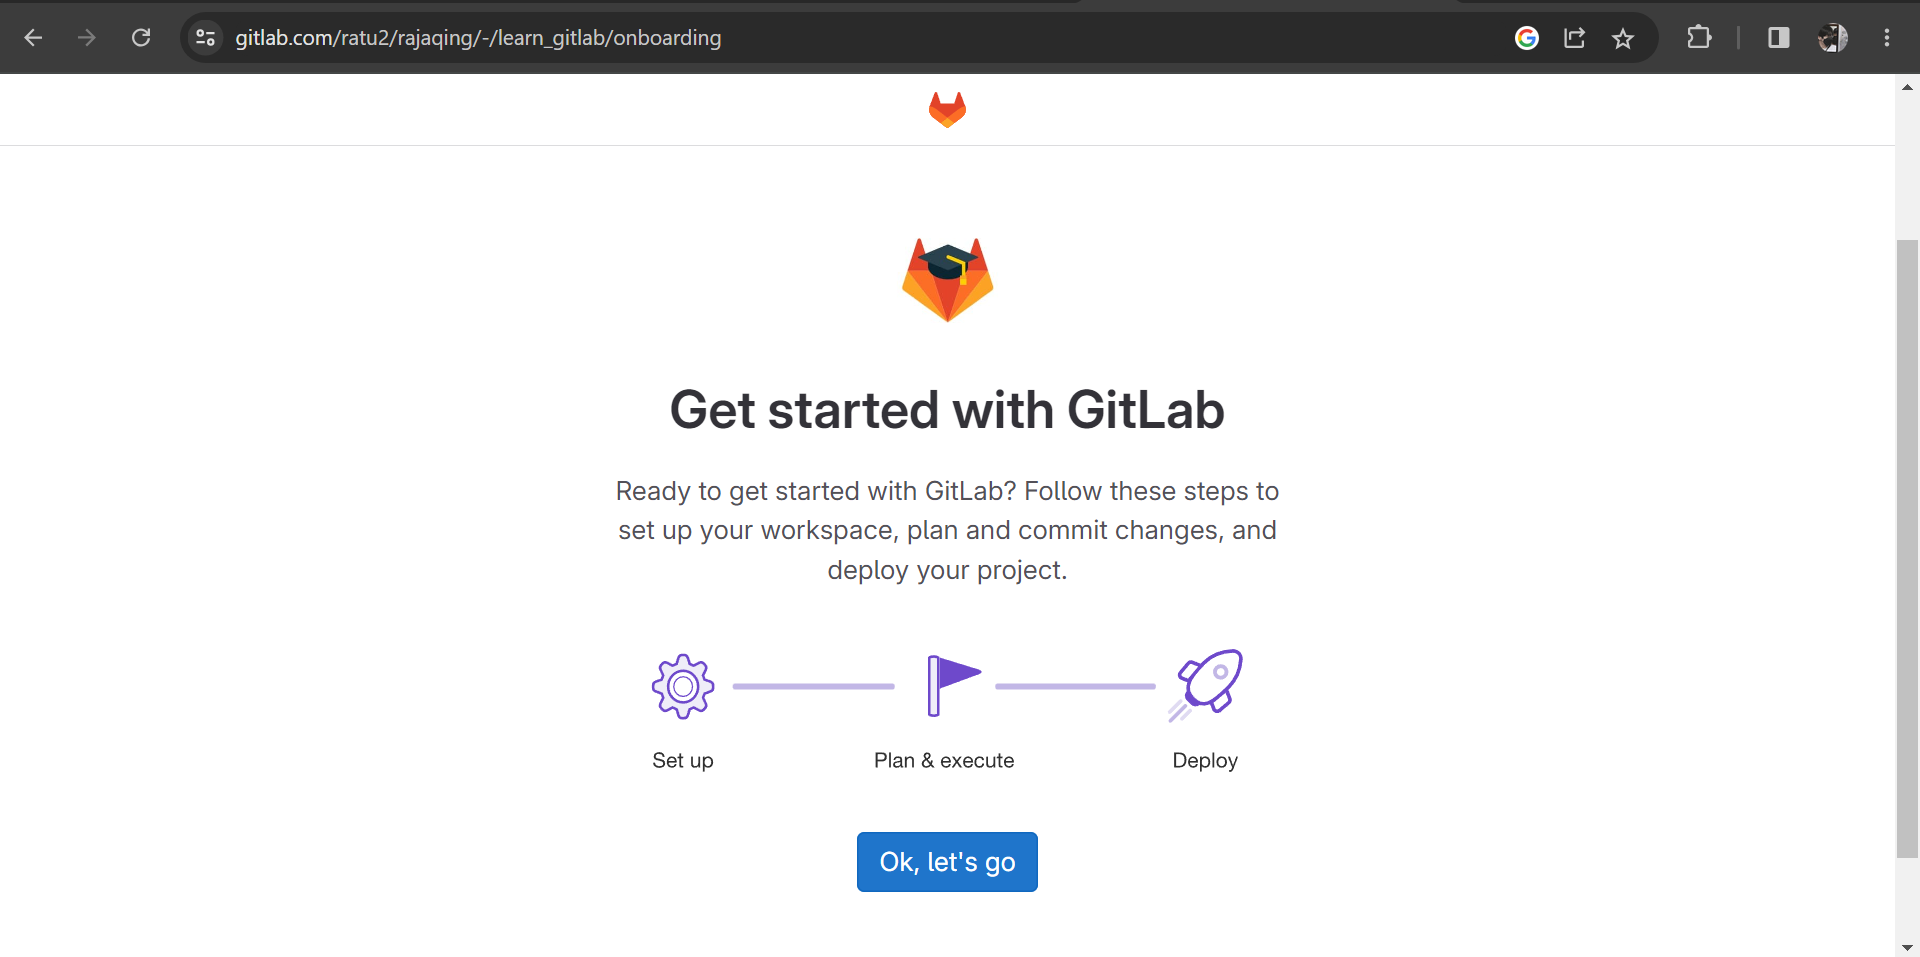 gitlab.com/ratu2/rajaqing/-/learn_gitlab/onboarding
Get started with GitLab
Ready to get started with GitLab? Follow these steps to
set up your workspace, plan and commit changes, and
deploy your project.
Set up
Plan & execute
Deploy
Ok, let's go